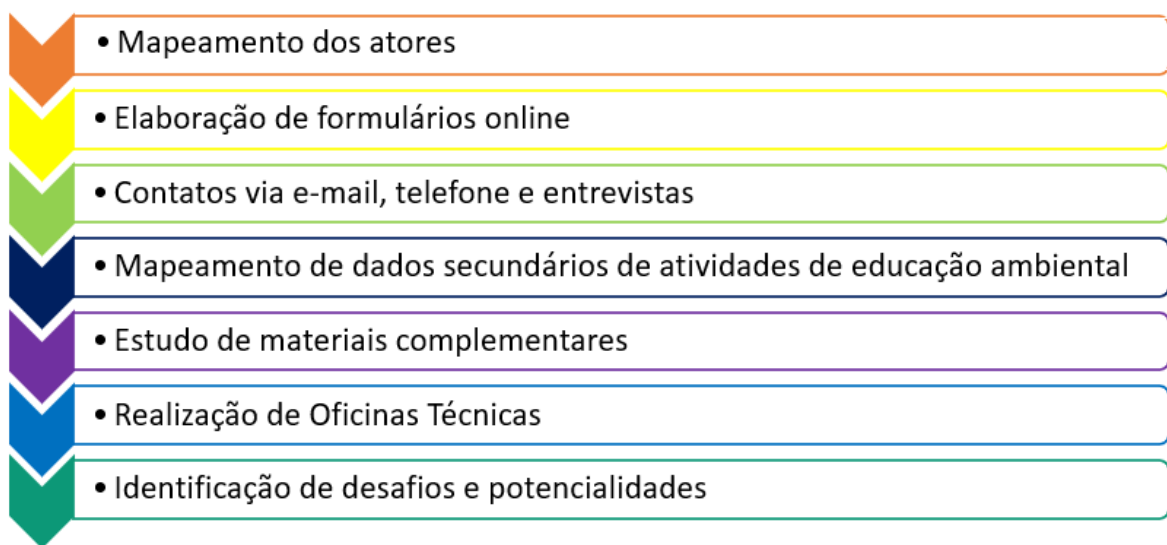 • Mapeamento dos atores
• Elaboração de formulários online
• Contatos via e-mail, telefone e entrevistas
• Mapeamento de dados secundários de atividades de educação ambiental
• Estudo de materiais complementares
• Realização de Oficinas Técnicas
• Identificação de desafios e potencialidades